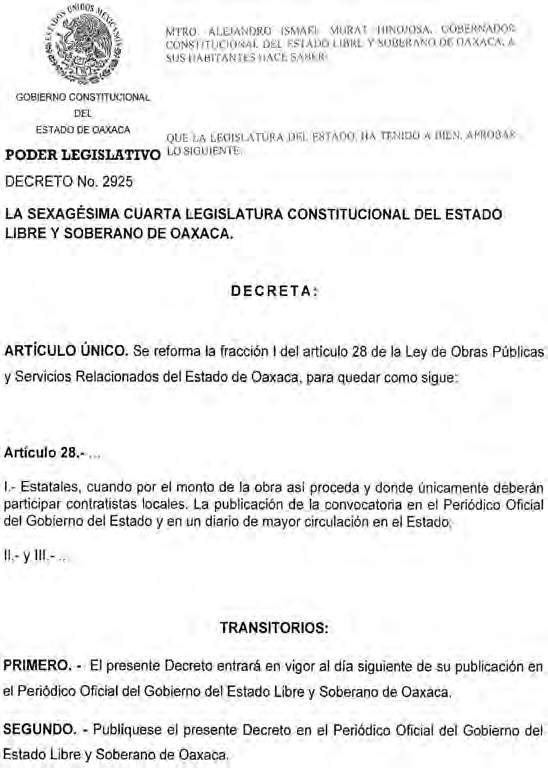 ESTADOS UNIDOS MEXICANOS
MTRO. ALEJANDRO ISMAEL MURAT HINOJOSA, GOBERNADOR
CONSTITUCIONAL DEL ESTADO LIBRE Y SOBERANO DE OAXACA, A
SUS HABITANTES HACE SABER:
GOBIERNO CONSTITUCIONAL
DEL
ESTADO DE OAXACA
QUE LA LEGISLATURA DEL ESTADO, HA TENIDO A BIEN, APROBAR
LO SIGUIENTE:
PODER LEGISLATIVO
DECRETO No. 2925
LA SEXAGÉSIMA CUARTA LEGISLATURA CONSTITUCIONAL DEL ESTADO
LIBRE Y SOBERANO DE OAXACA.
DECRETA:
ARTÍCULO ÚNICO. Se reforma la fracción I del artículo 28 de la Ley de Obras Públicas
y Servicios Relacionados del Estado de Oaxaca, para quedar como sigue:
Artículo 28.- ...
I.- Estatales, cuando por el monto de la obra así proceda y donde únicamente deberán
participar contratistas locales. La publicación de la convocatoria en el Periódico Oficial
del Gobierno del Estado y en un diario de mayor circulación en el Estado;
II.- y III.- ...
TRANSITORIOS:
PRIMERO. - El presente Decreto entrará en vigor al día siguiente de su publicación en
el Periódico Oficial del Gobierno del Estado Libre y Soberano de Oaxaca.
SEGUNDO. - Publíquese el presente Decreto en el Periódico Oficial del Gobierno del
Estado Libre y Soberano de Oaxaca.